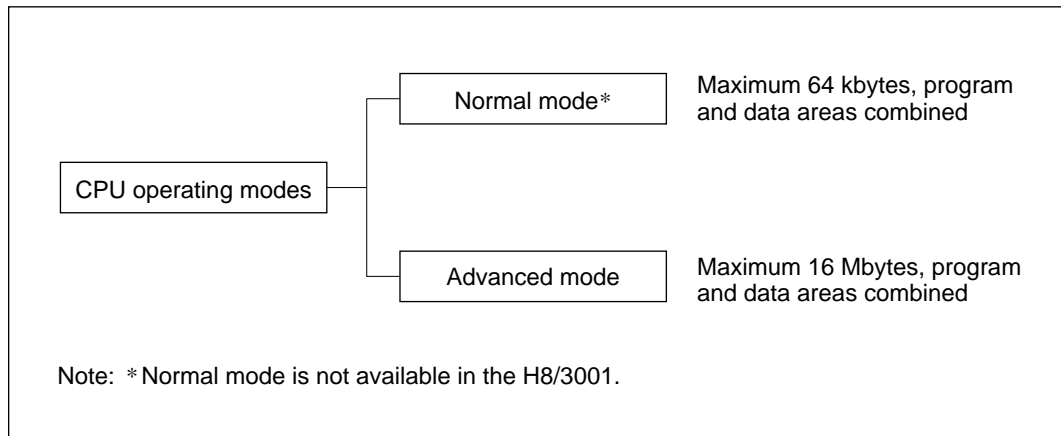 Normal mode*
Maximum 64 kbytes, program
and data areas combined
CPU operating modes
Advanced mode
Maximum 16 Mbytes, program
and data areas combined
Note: * Normal mode is not available in the H8/3001.